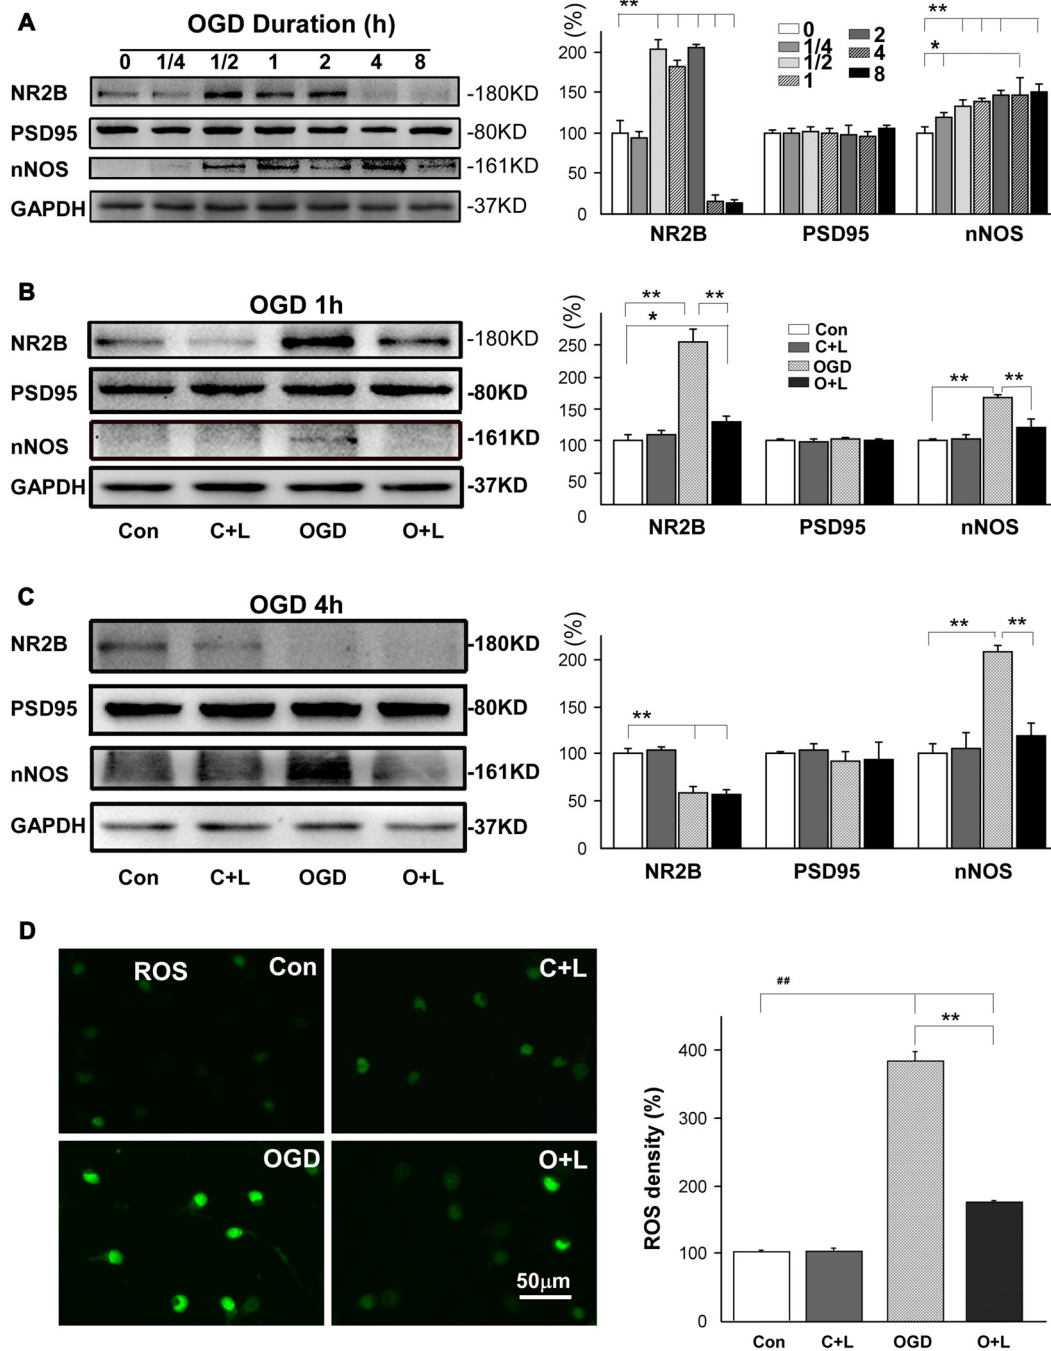 A
OGD Duration (h)
0 1/4 1/2 1 2 4 8
NR2B
-180KD
PSD95
-80KD
nNOS
-161KD
GAPDH
-37KD
(%)
200
150
100
50
0
**
**
*
0
1/4
1/2
1
2
4
8
NR2B PSD95 nNOS
B
OGD 1h
NR2B
-180KD
PSD95
-80KD
nNOS
-161KD
GAPDH
-37KD
Con C+L OGD O+L
(%)
250
200
150
100
50
0
** **
*
** **
Con
C+L
OGD
O+L
NR2B PSD95 nNOS
C
OGD 4h
NR2B
-180KD
PSD95
-80KD
nNOS
-161KD
GAPDH
-37KD
Con C+L OGD O+L
(%)
200
150
100
50
0
**
** **
NR2B PSD95 nNOS
D
ROS Con
C+L
OGD
O+L
50μm
ROS density (%)
400
300
200
100
0
##
**
Con C+L OGD O+L